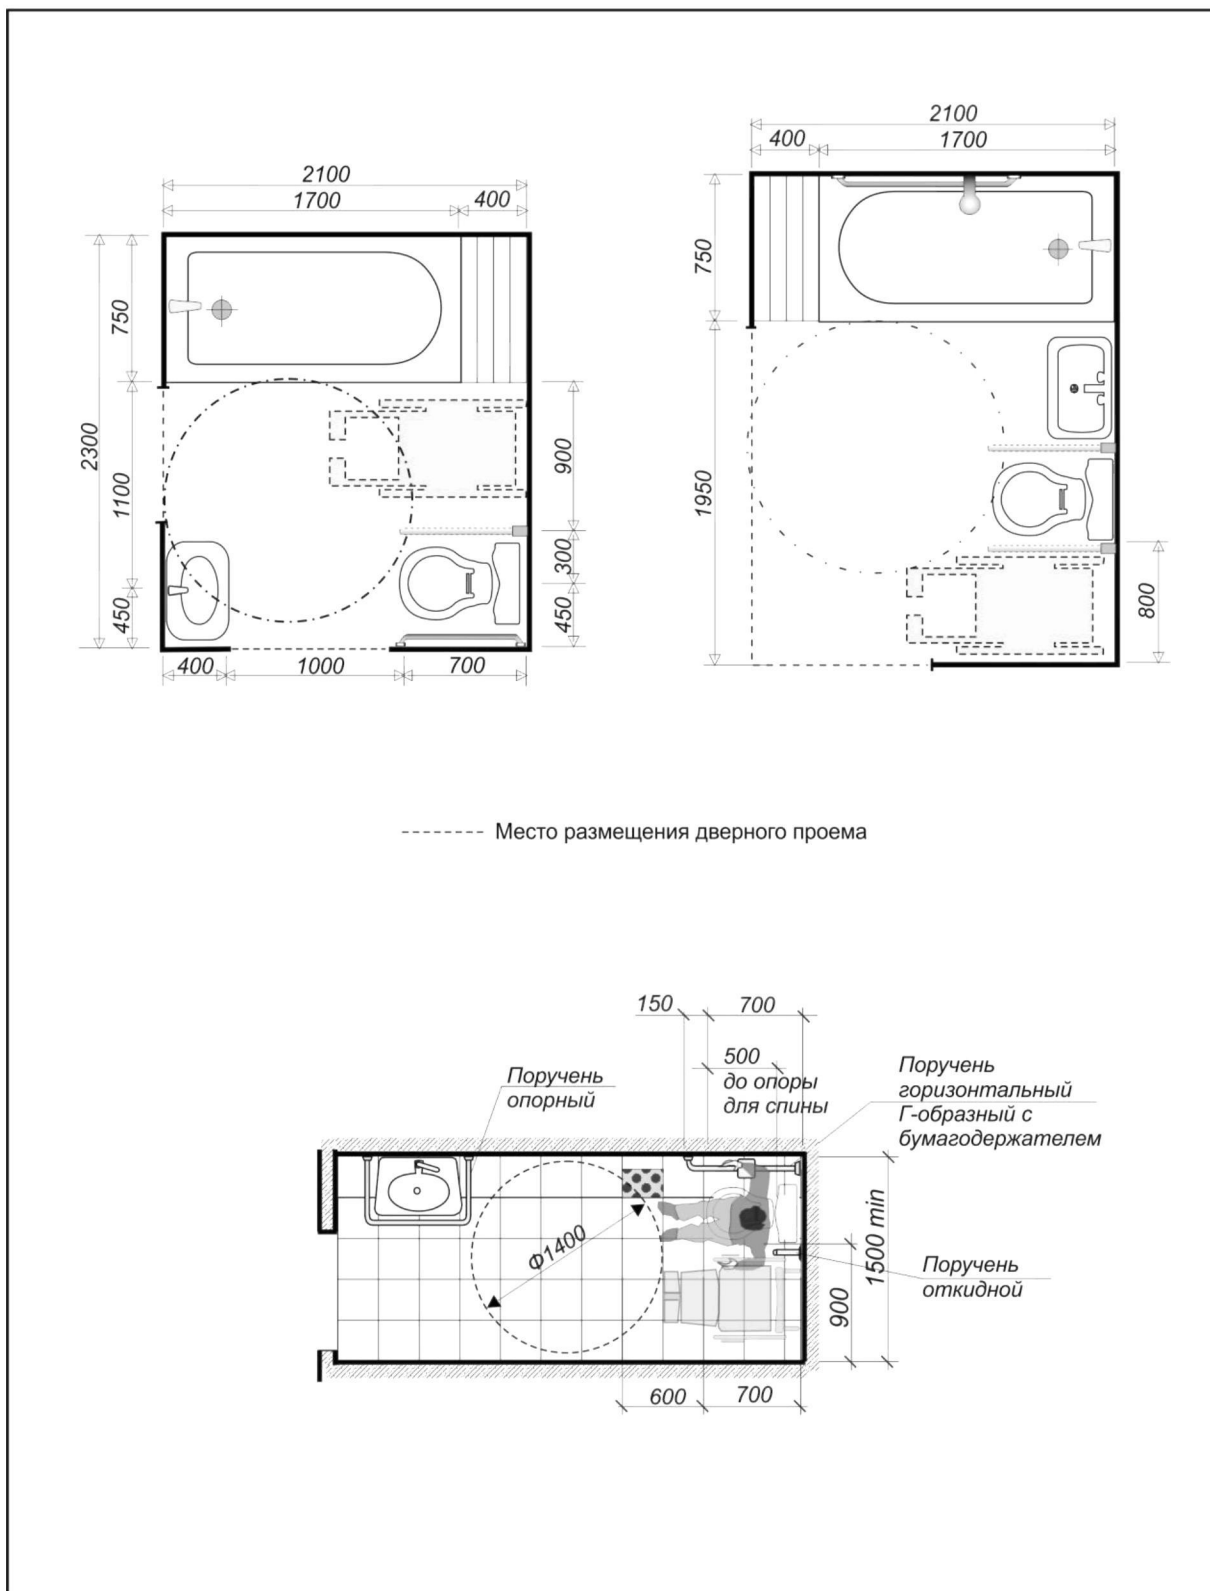 2100
1700
400
750
2300
1100
450
900
300
450
400
1000
700
2100
400
1700
750
1950
800
Место размещения дверного проема
150
700
500
до опоры
для спины
Поручень
опорный
Поручень
горизонтальный
Г-образный с
бумагодержателем
Ф1400
1500 min
900
Поручень
откидной
600
700